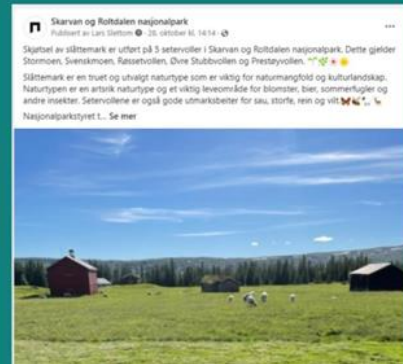 Skarvan og Roltdalen nasjonalpark
Publisert av Lars Slettom · 28. oktober kl. 14:14 ·
Skjøtsel av slåttemark er utført på 5 setervoller i Skarvan og Roltdalen nasjonalpark. Dette gjelder
Stormoen, Svenskmoen, Røssetvollen, Øvre Stubbvollen og Prestøyvollen. 🌱🌿🌺🌼
Slåttemark er en truet og utvalgt naturtype som er viktig for naturmangfold og kulturlandskap.
Naturtypen er en artsrik naturtype og et viktig leveområde for blomster, bier, sommerfugler og
andre insekter. Setervollene er også gode utmarksbeiter for sau, storfe, rein og vilt
Nasjonalparkstyret t... Se mer